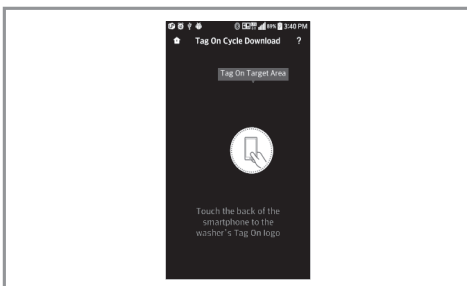 89% 3:40 PM
Tag On Cycle Download ?
Tag On Target Area
Touch the back of the
smartphone to the
washer's Tag On logo